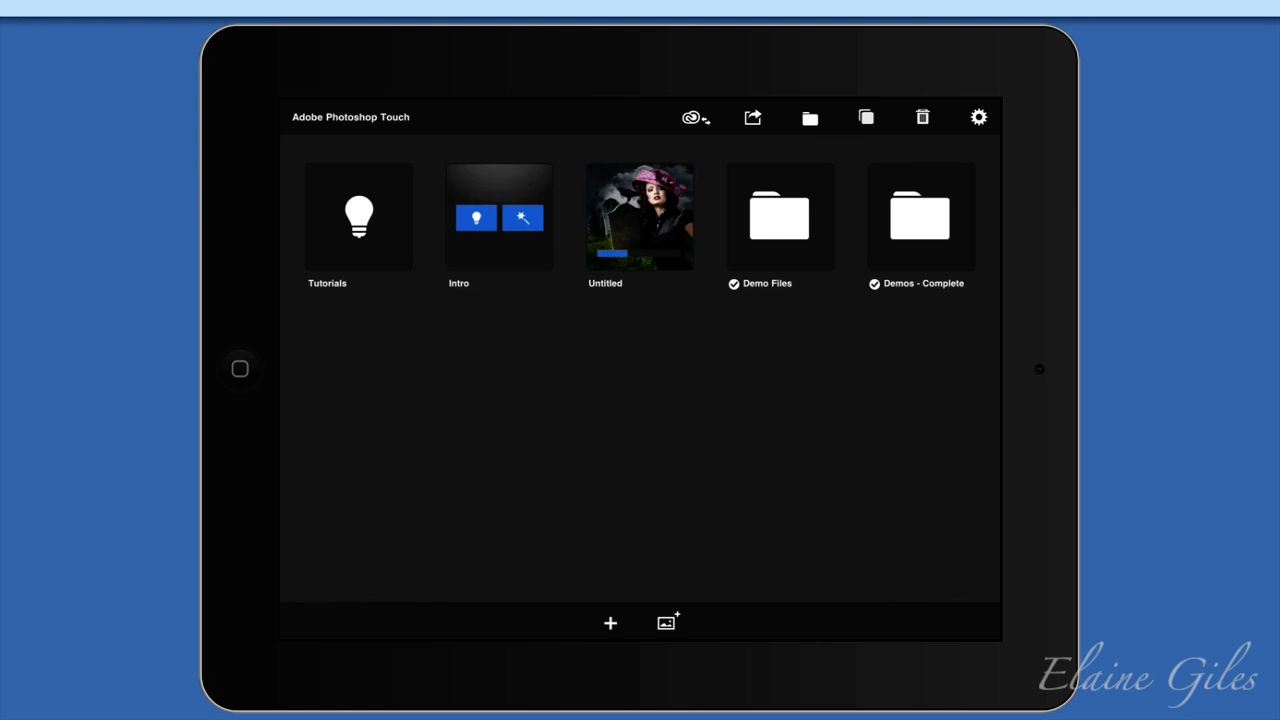 Adobe Photoshop Touch
Tutorials
Intro
Untitled
Demo Files
Demos - Complete
Elaine Giles